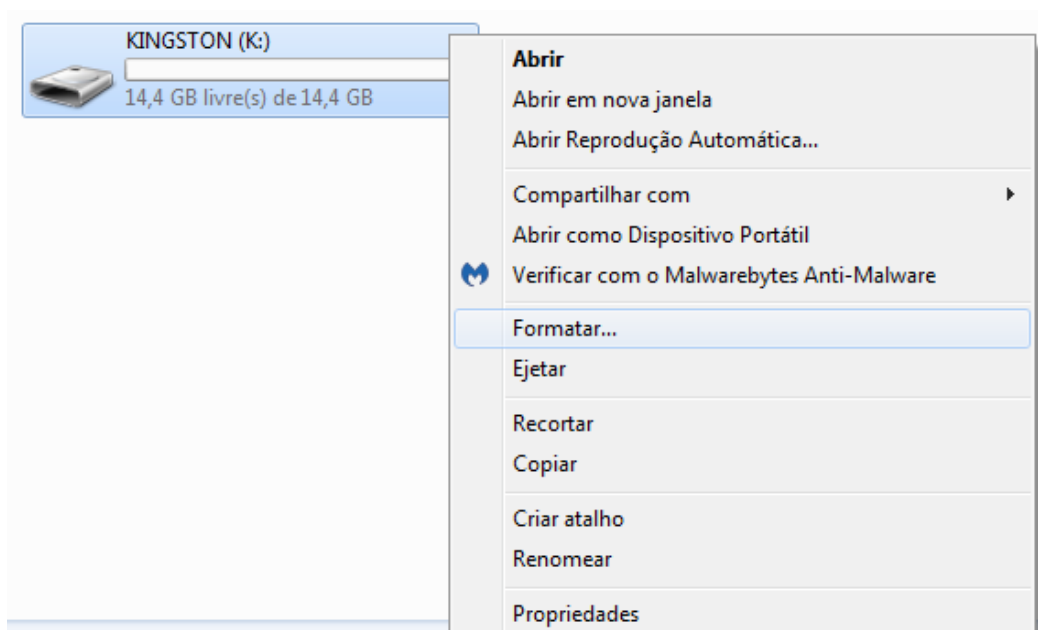 KINGSTON (K:)
14,4 GB livre(s) de 14,4 GB
Abrir
Abrir em nova janela
Abrir Reprodução Automática...
Compartilhar com
Abrir como Dispositivo Portátil
Verificar com o Malwarebytes Anti-Malware
Formatar...
Ejetar
Recortar
Copiar
Criar atalho
Renomear
Propriedades